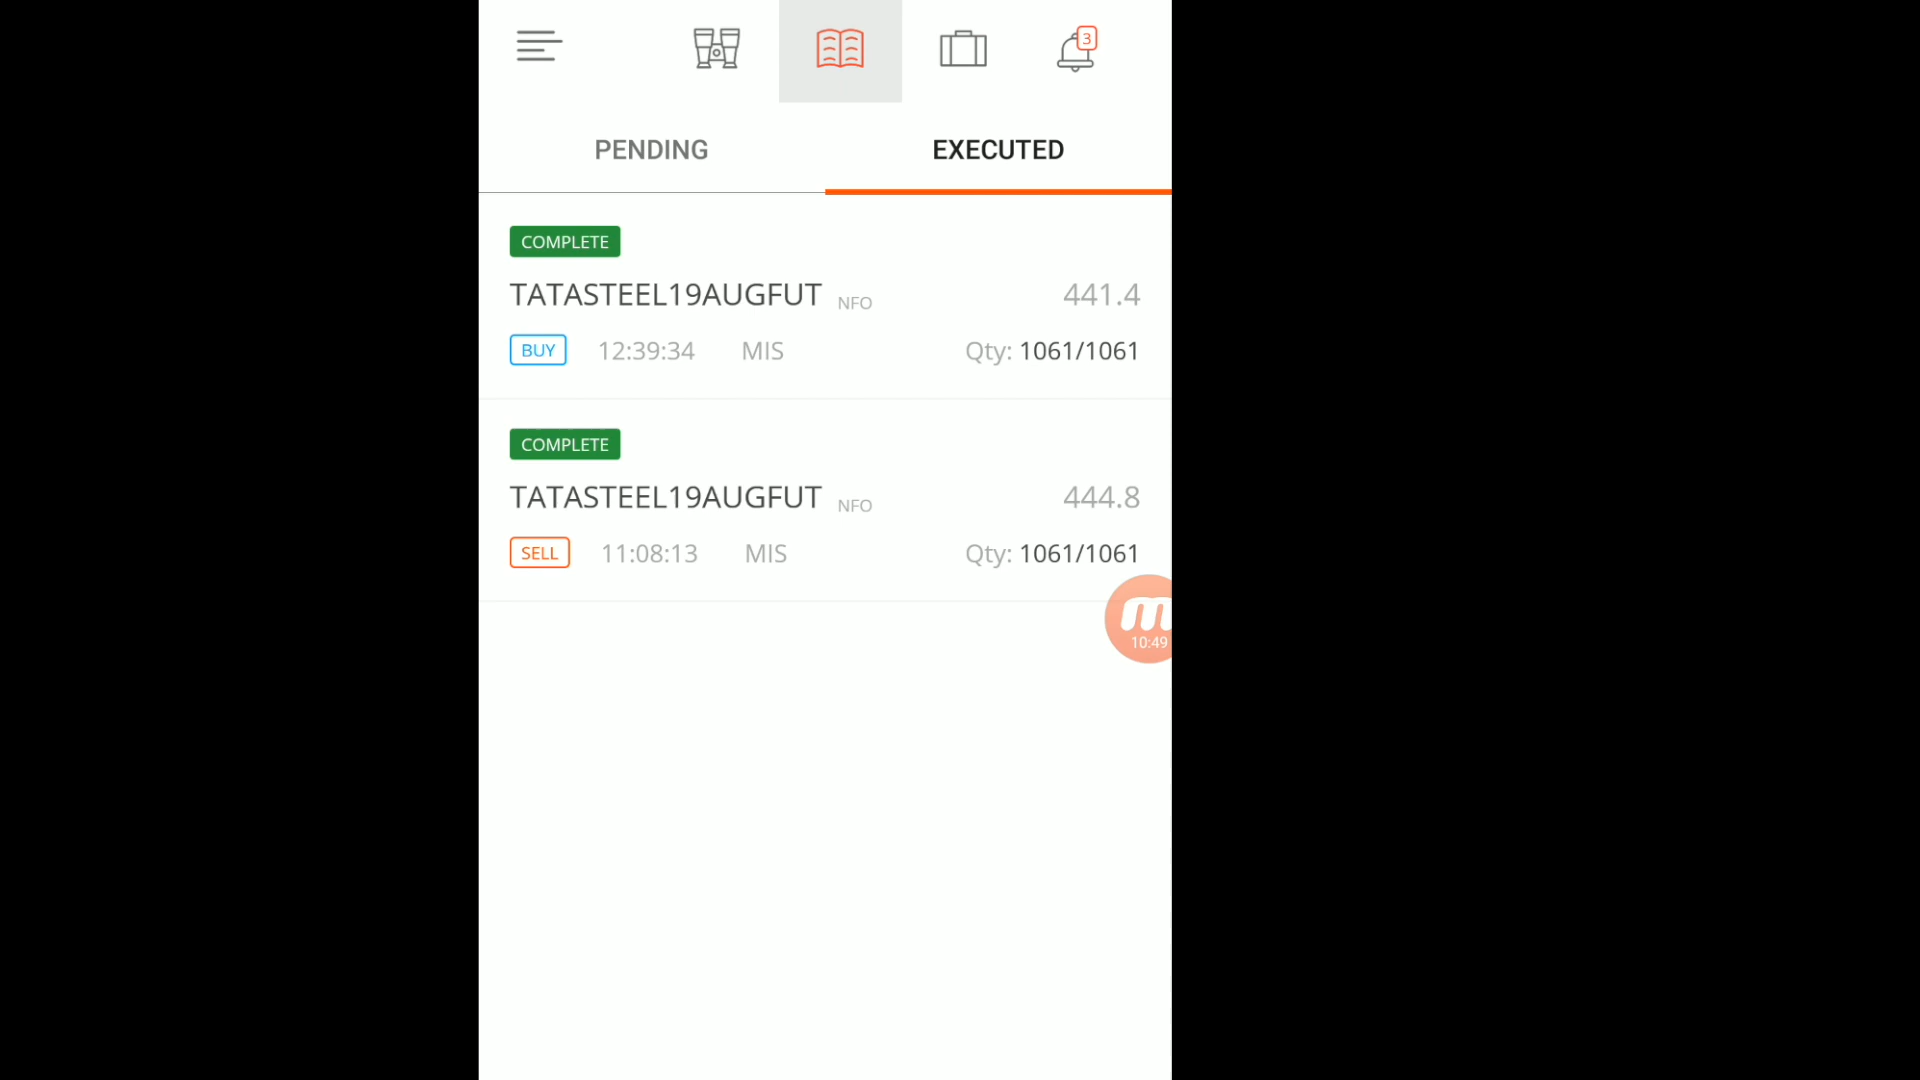 3
PENDING EXECUTED
COMPLETE
TATASTEEL19AUGFUT NFO 441.4
BUY 12:39:34 MIS Qty: 1061/1061
COMPLETE
TATASTEEL19AUGFUT NFO 444.8
SELL 11:08:13 MIS Qty: 1061/1061
m
10:49